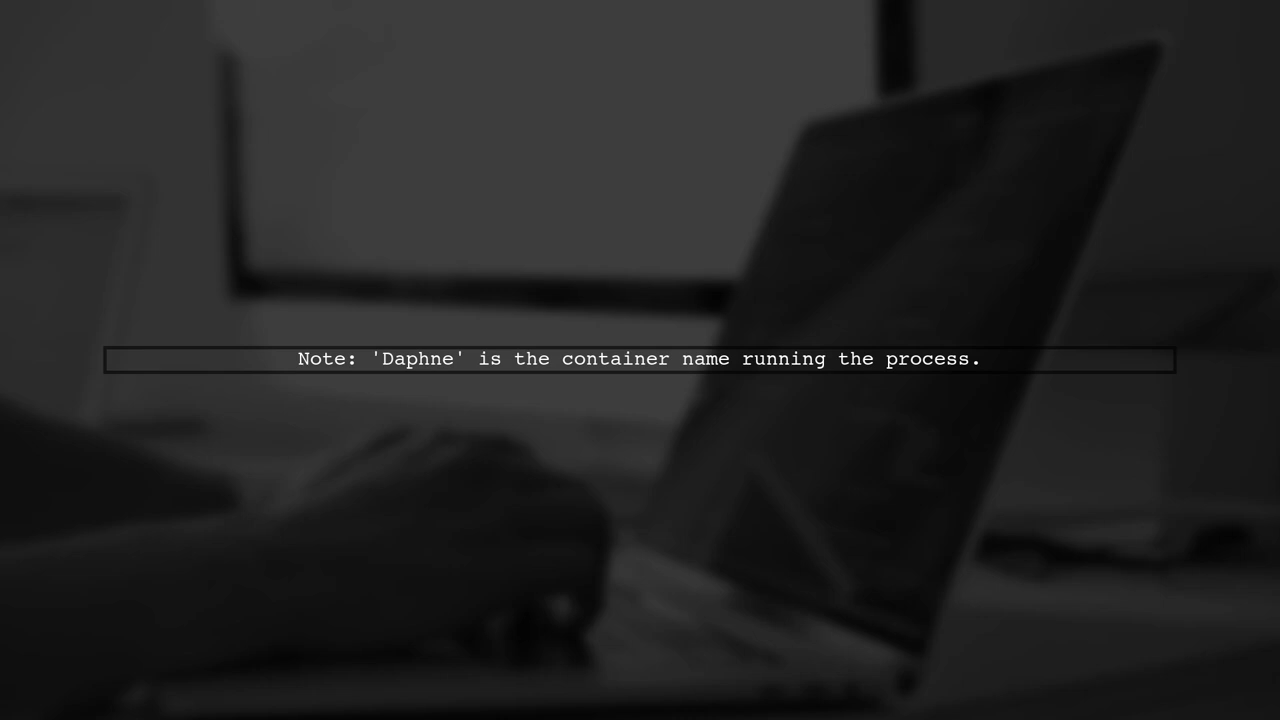 Note: 'Daphne' is the container name running the process.